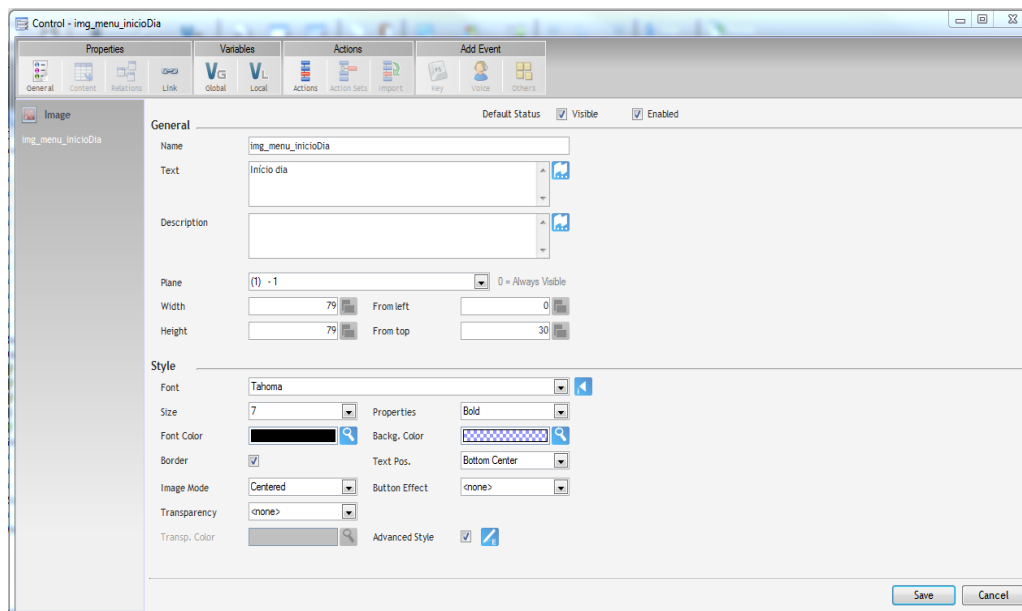 Control - img_menu_inicioDia
Properties Variables Actions Add Event
General Content Relations Link Global Local Actions Action Sets Import Key Voice Others
Image
img_menu_inicioDia
Default Status Visible Enabled
General
Name img_menu_inicioDia
Text Início dia
Description
Plane (1) - 1 0 = Always Visible
Width 79 From left 0
Height 79 From top 30
Style
Font Tahoma
Size 7 Properties Bold
Font Color Backg. Color
Border Text Pos. Bottom Center
Image Mode Centered Button Effect <none>
Transparency <none>
Transp. Color Advanced Style
Save Cancel